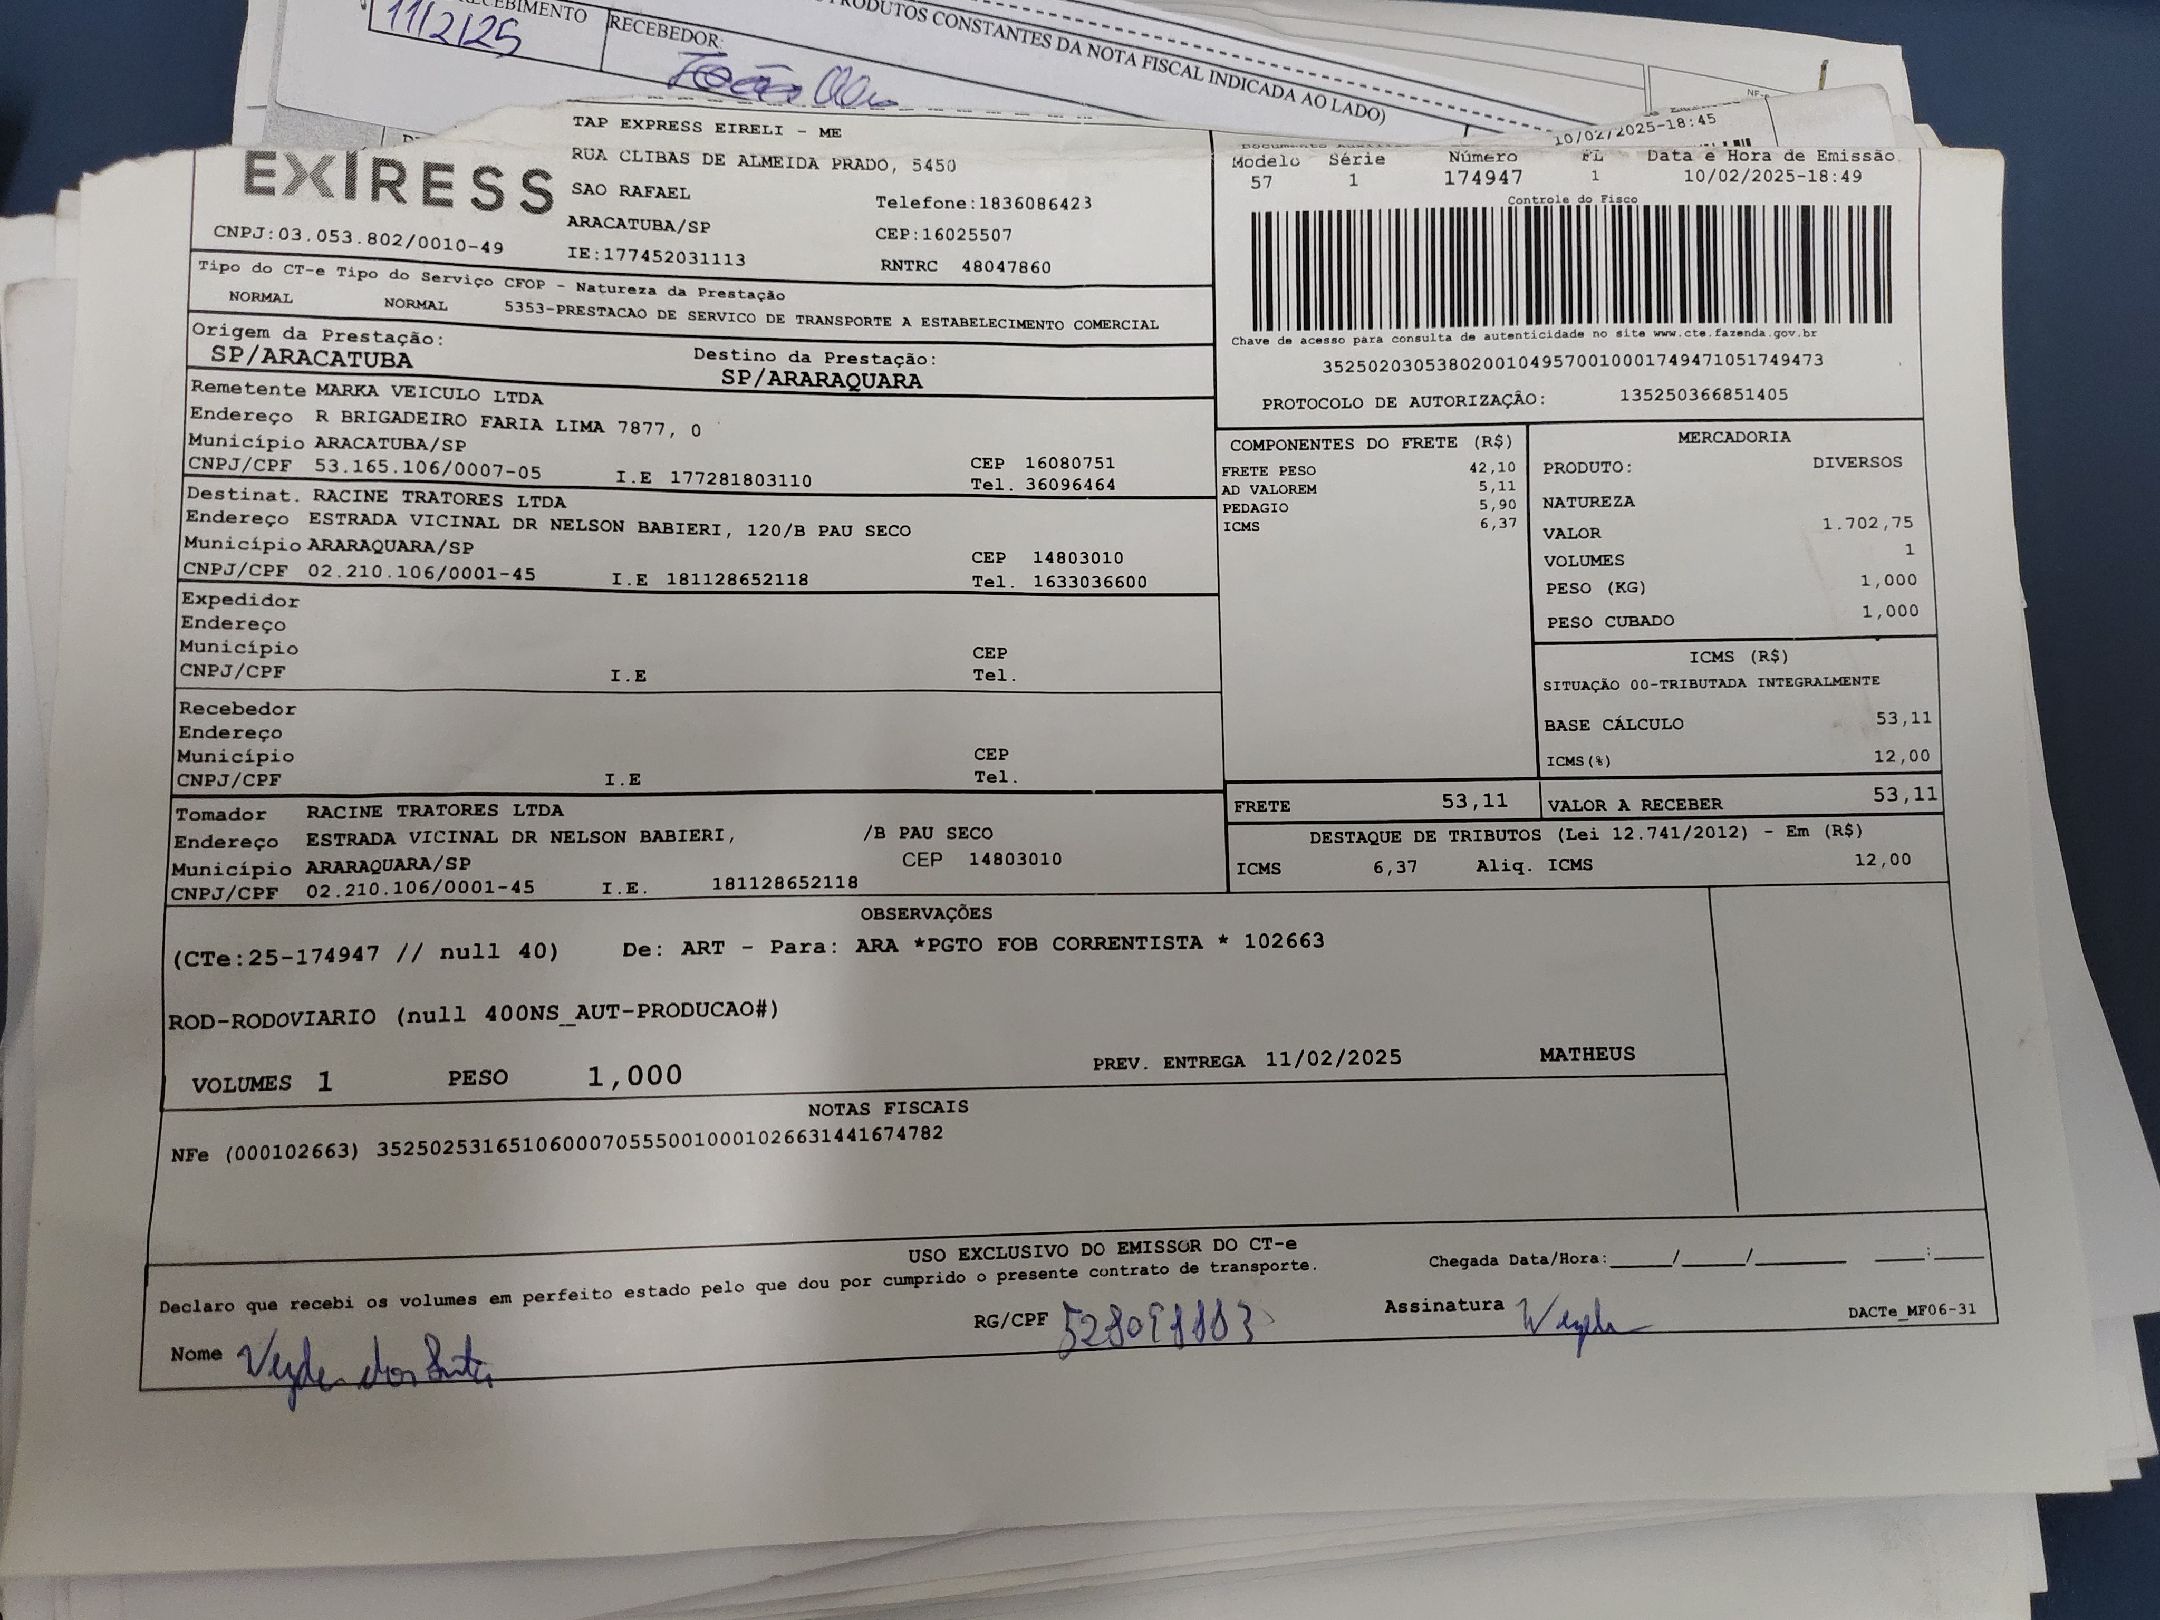 11/2/25
RECEBEDOR:
PRODUTOS CONSTANTES DA NOTA FISCAL INDICADA AO LADO)
10/02/2025-18:45
EXIRESS
CNPJ:03.053.802/0010-49
TAP EXPRESS EIRELI - ME
RUA CLIBAS DE ALMEIDA PRADO, 5450
SAO RAFAEL
Telefone:1836086423
ARACATUBA/SP
CEP:16025507
IE:177452031113
RNTRC 48047860
Modelo Série Número FL Data e Hora de Emissão
57 1 174947 1 10/02/2025-18:49
Controle do Fisco
Chave de acesso para consulta de autenticidade no site www.cte.fazenda.gov.br
35250203053802001049570010001749471051749473
PROTOCOLO DE AUTORIZAÇÃO: 135250366851405
Tipo do CT-e Tipo do Serviço CFOP - Natureza da Prestação
NORMAL NORMAL 5353-PRESTACAO DE SERVICO DE TRANSPORTE A ESTABELECIMENTO COMERCIAL
Origem da Prestação:
SP/ARACATUBA
Destino da Prestação:
SP/ARARAQUARA
Remetente MARKA VEICULO LTDA
Endereço R BRIGADEIRO FARIA LIMA 7877, 0
Município ARACATUBA/SP
CEP 16080751
CNPJ/CPF 53.165.106/0007-05 I.E 177281803110 Tel. 36096464
Destinat. RACINE TRATORES LTDA
Endereço ESTRADA VICINAL DR NELSON BABIERI, 120/B PAU SECO
Município ARARAQUARA/SP CEP 14803010
CNPJ/CPF 02.210.106/0001-45 I.E 181128652118 Tel. 1633036600
Expedidor
Endereço
Município CEP
CNPJ/CPF I.E Tel.
Recebedor
Endereço
Município CEP
CNPJ/CPF I.E Tel.
Tomador RACINE TRATORES LTDA
Endereço ESTRADA VICINAL DR NELSON BABIERI, /B PAU SECO
Município ARARAQUARA/SP CEP 14803010
CNPJ/CPF 02.210.106/0001-45 I.E. 181128652118
COMPONENTES DO FRETE (R$)
FRETE PESO 42,10
AD VALOREM 5,11
PEDAGIO 5,90
ICMS 6,37
MERCADORIA
PRODUTO: DIVERSOS
NATUREZA
VALOR 1.702,75
VOLUMES 1
PESO (KG) 1,000
PESO CUBADO 1,000
ICMS (R$)
SITUAÇÃO 00-TRIBUTADA INTEGRALMENTE
BASE CÁLCULO 53,11
ICMS(%) 12,00
FRETE 53,11 VALOR A RECEBER 53,11
DESTAQUE DE TRIBUTOS (Lei 12.741/2012) - Em (R$)
ICMS 6,37 Aliq. ICMS 12,00
OBSERVAÇÕES
(CTe:25-174947 // null 40) De: ART - Para: ARA *PGTO FOB CORRENTISTA * 102663
ROD-RODOVIARIO (null 400NS_AUT-PRODUCAO#)
VOLUMES 1 PESO 1,000 PREV. ENTREGA 11/02/2025 MATHEUS
NOTAS FISCAIS
NFe (000102663) 35250253165106000705550010001026631441674782
USO EXCLUSIVO DO EMISSOR DO CT-e
Declaro que recebi os volumes em perfeito estado pelo que dou por cumprido o presente contrato de transporte.
Chegada Data/Hora:____/____/______ ____:____
Nome
RG/CPF
Assinatura
DACTe_MF06-31